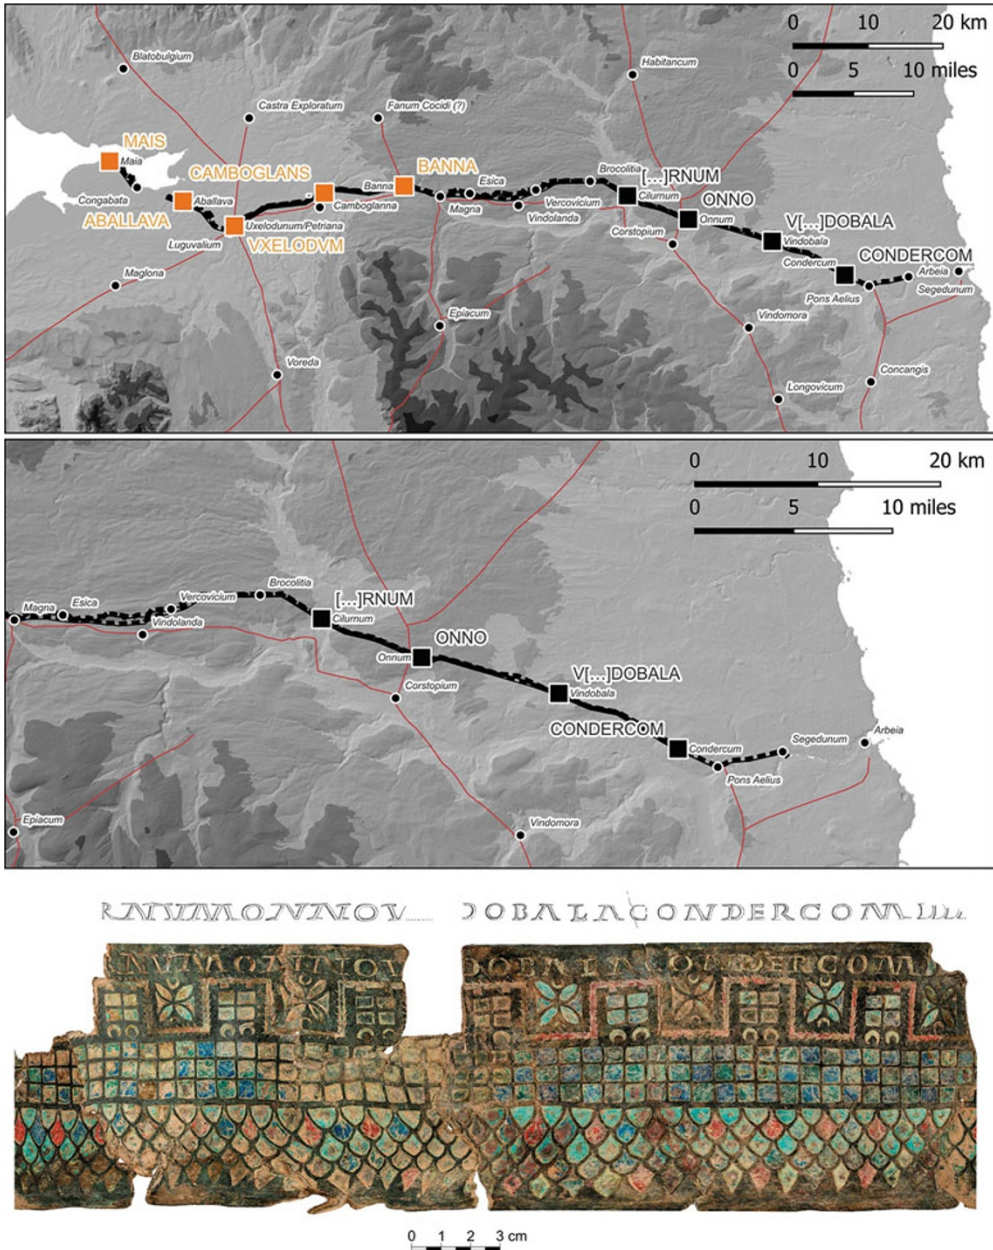 0 10 20 km
0 5 10 miles
Blatobulgium
Habitancum
Castra Exploratum
Fanum Cocidi (?)
MAIS
Maia
CAMBOGLANS
BANNA
Brocolitia
[...]RNUM
Congabata
Aballava
Banna
Esica
Cilurnum
ONNO
ABALLAVA
Camboglanna
Magna
Vercovicium
Vindolanda
Onnum
V[...]DOBALA
Uxelodunum/Petriana
Luguvalium
VXELODVM
Corstopium
Vindobala
CONDERCOM
Condercum
Arbeia
Maglona
Segedunum
Pons Aelius
Epiacum
Vindomora
Voreda
Concangis
Longovicum
0 10 20 km
0 5 10 miles
Brocolitia
Magna
Esica
Vercovicium
[...]RNUM
Cilurnum
Vindolanda
ONNO
Onnum
V[...]DOBALA
Corstopium
Vindobala
CONDERCOM
Condercum
Segedunum
Arbeia
Pons Aelius
Epiacum
Vindomora
RNUMONNOV DOBALACONDERCOM
NUMONNOV DOBALACONDERCOM
0 1 2 3 cm